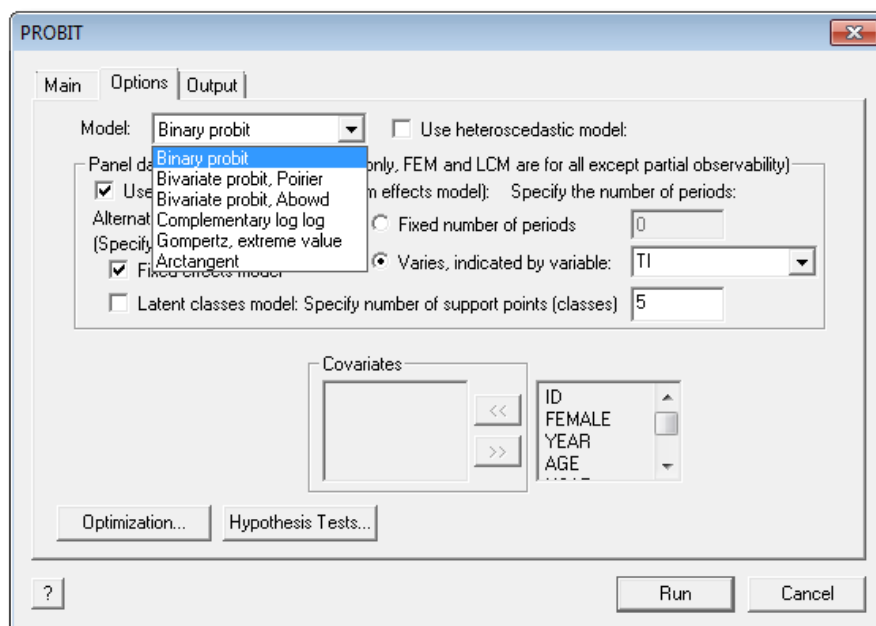 PROBIT
Main Options Output
Model: Binary probit Use heteroscedastic model:
Binary probit
Bivariate probit, Poirier
Bivariate probit, Abowd
Complementary log log
Gompertz, extreme value
Arctangent
Panel da only, FEM and LCM are for all except partial observability)
Use m effects model): Specify the number of periods:
Alternat Fixed number of periods 0
(Specify
Fixed effects model Varies, indicated by variable: TI
Latent classes model: Specify number of support points (classes) 5
Covariates
<<
>>
ID
FEMALE
YEAR
AGE
Optimization... Hypothesis Tests...
? Run Cancel